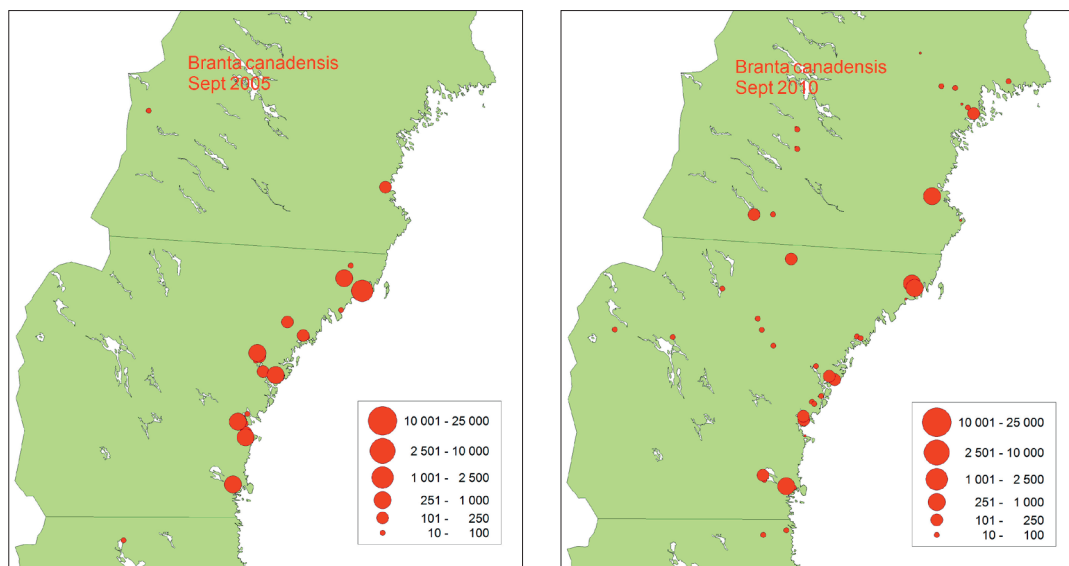 Branta canadensis
Sept 2005
10 001 - 25 000
2 501 - 10 000
1 001 - 2 500
251 - 1 000
101 - 250
10 - 100
Branta canadensis
Sept 2010
10 001 - 25 000
2 501 - 10 000
1 001 - 2 500
251 - 1 000
101 - 250
10 - 100